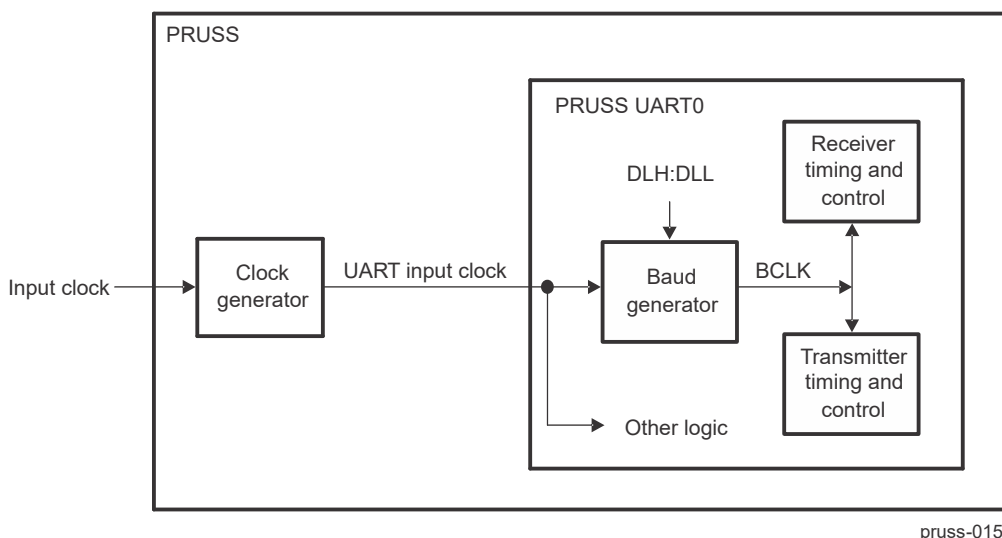 PRUSS
PRUSS UART0
Receiver
timing and
control
DLH:DLL
Input clock
Clock
generator
UART input clock
Baud
generator
BCLK
Transmitter
timing and
control
Other logic
pruss-015